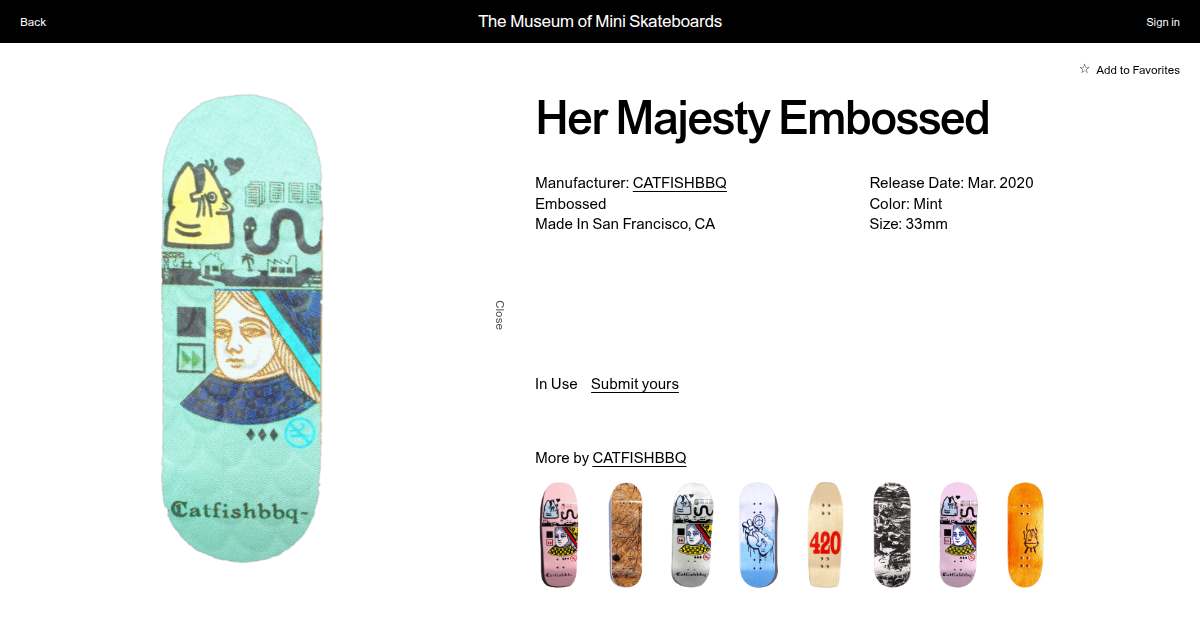 Back
The Museum of Mini Skateboards
Sign in
☆ Add to Favorites
Her Majesty Embossed
Manufacturer: CATFISHBBQ
Embossed
Made In San Francisco, CA
Release Date: Mar. 2020
Color: Mint
Size: 33mm
Catfishbbq-
Close
In Use Submit yours
More by CATFISHBBQ
420